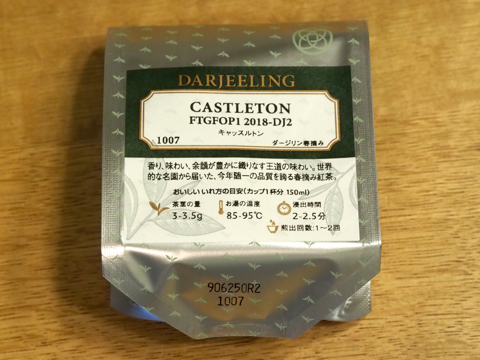 DARJEELING
CASTLETON
FTGFOP1 2018-DJ2
キャッスルトン
1007
ダージリン春摘み
香り、味わい、余韻が豊かに織りなす王道の味わい。世界
的な名園から届いた、今年随一の品質を誇る春摘み紅茶。
おいしいいれ方の目安(カップ1杯分 150ml)
茶葉の量
3-3.5g
お湯の温度
85-95℃
浸出時間
2-2.5分
煎出回数:1~2回
906250R2
1007